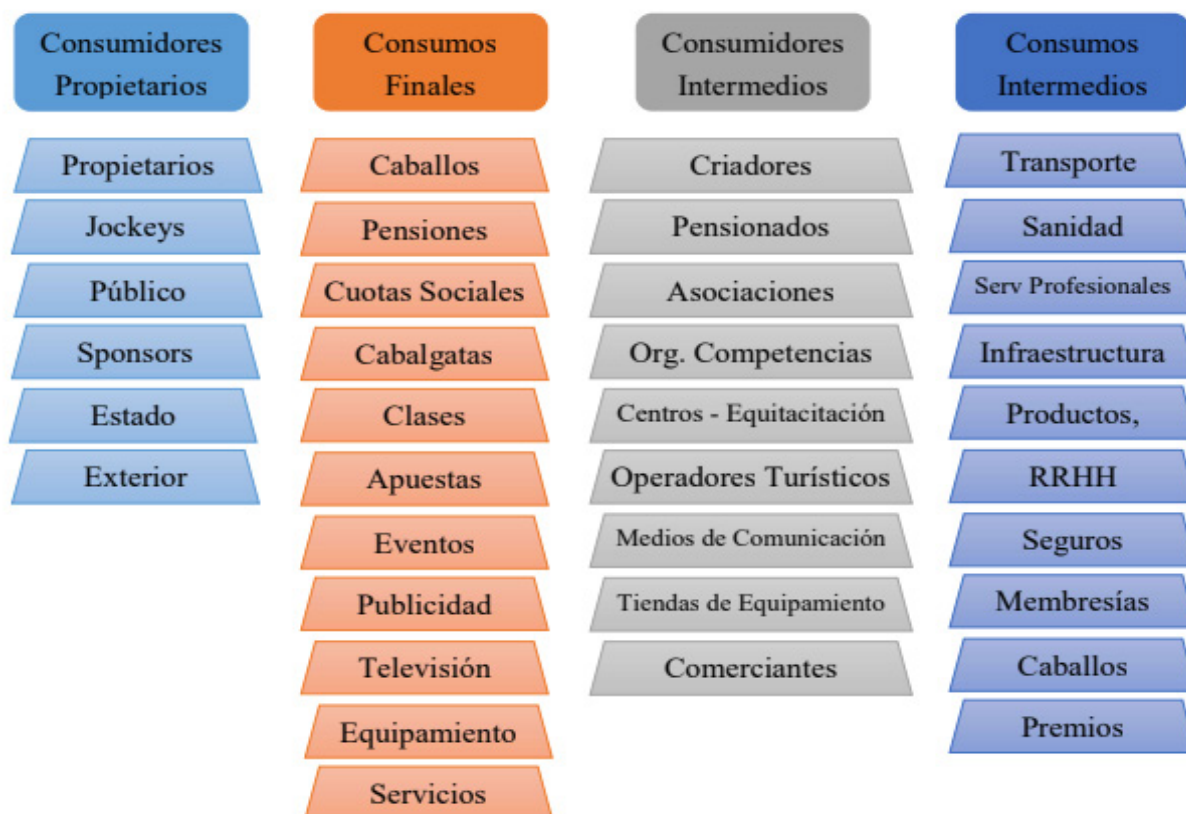 Consumidores
Propietarios
Propietarios
Jockeys
Público
Sponsors
Estado
Exterior
Consumos
Finales
Caballos
Pensiones
Cuotas Sociales
Cabalgatas
Clases
Apuestas
Eventos
Publicidad
Televisión
Equipamiento
Servicios
Consumidores
Intermedios
Criadores
Pensionados
Asociaciones
Org. Competencias
Centros - Equitacitación
Operadores Turísticos
Medios de Comunicación
Tiendas de Equipamiento
Comerciantes
Consumos
Intermedios
Transporte
Sanidad
Serv Profesionales
Infraestructura
Productos,
RRHH
Seguros
Membresías
Caballos
Premios